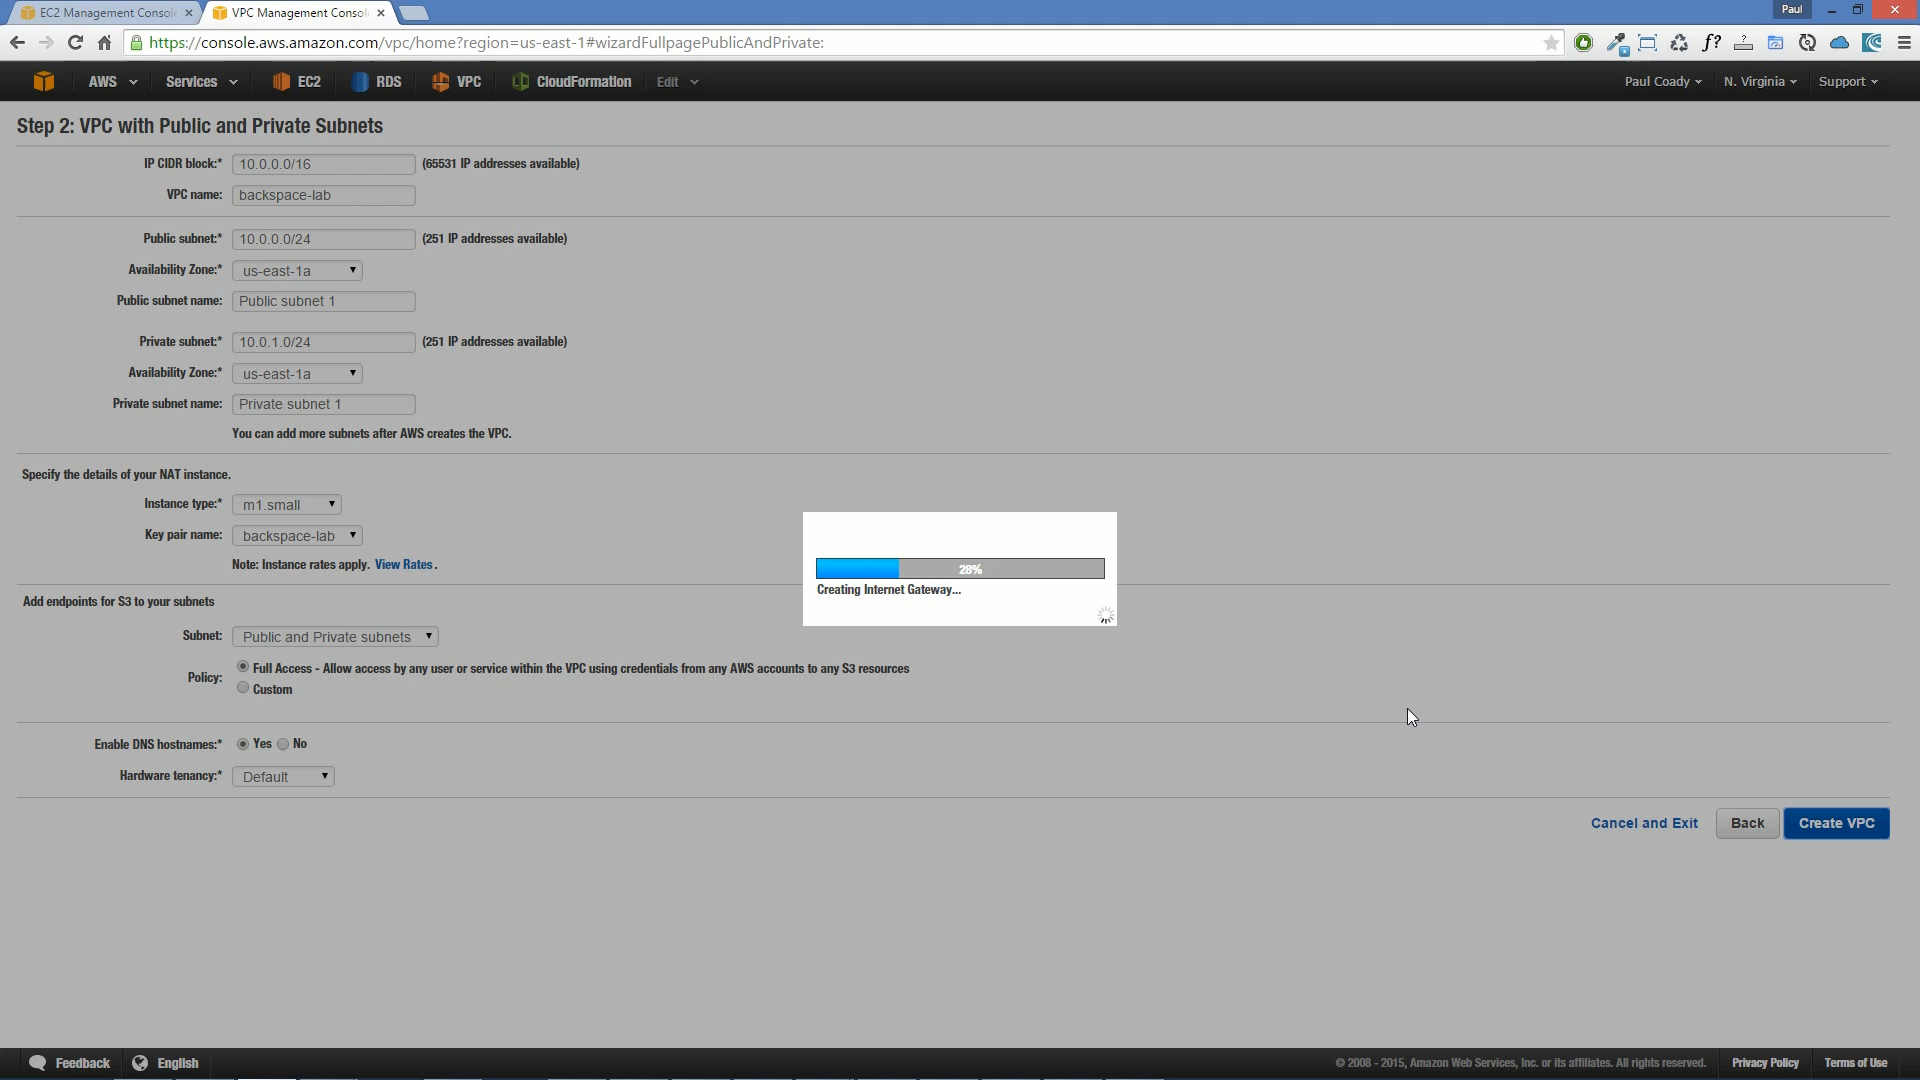 EC2 Management Consol
VPC Management Consol
Paul
https://console.aws.amazon.com/vpc/home?region=us-east-1#wizardFullpagePublicAndPrivate:
AWS Services EC2 RDS VPC CloudFormation Edit Paul Coady N. Virginia Support
Step 2: VPC with Public and Private Subnets
IP CIDR block:* 10.0.0.0/16 (65531 IP addresses available)
VPC name: backspace-lab
Public subnet:* 10.0.0.0/24 (251 IP addresses available)
Availability Zone:* us-east-1a
Public subnet name: Public subnet 1
Private subnet:* 10.0.1.0/24 (251 IP addresses available)
Availability Zone:* us-east-1a
Private subnet name: Private subnet 1
You can add more subnets after AWS creates the VPC.
Specify the details of your NAT instance.
Instance type:* m1.small
Key pair name: backspace-lab
Note: Instance rates apply. View Rates.
28%
Creating Internet Gateway...
Add endpoints for S3 to your subnets
Subnet: Public and Private subnets
Policy: Full Access - Allow access by any user or service within the VPC using credentials from any AWS accounts to any S3 resources
Custom
Enable DNS hostnames:* Yes No
Hardware tenancy:* Default
Cancel and Exit Back Create VPC
Feedback English © 2008 - 2015, Amazon Web Services, Inc. or its affiliates. All rights reserved. Privacy Policy Terms of Use